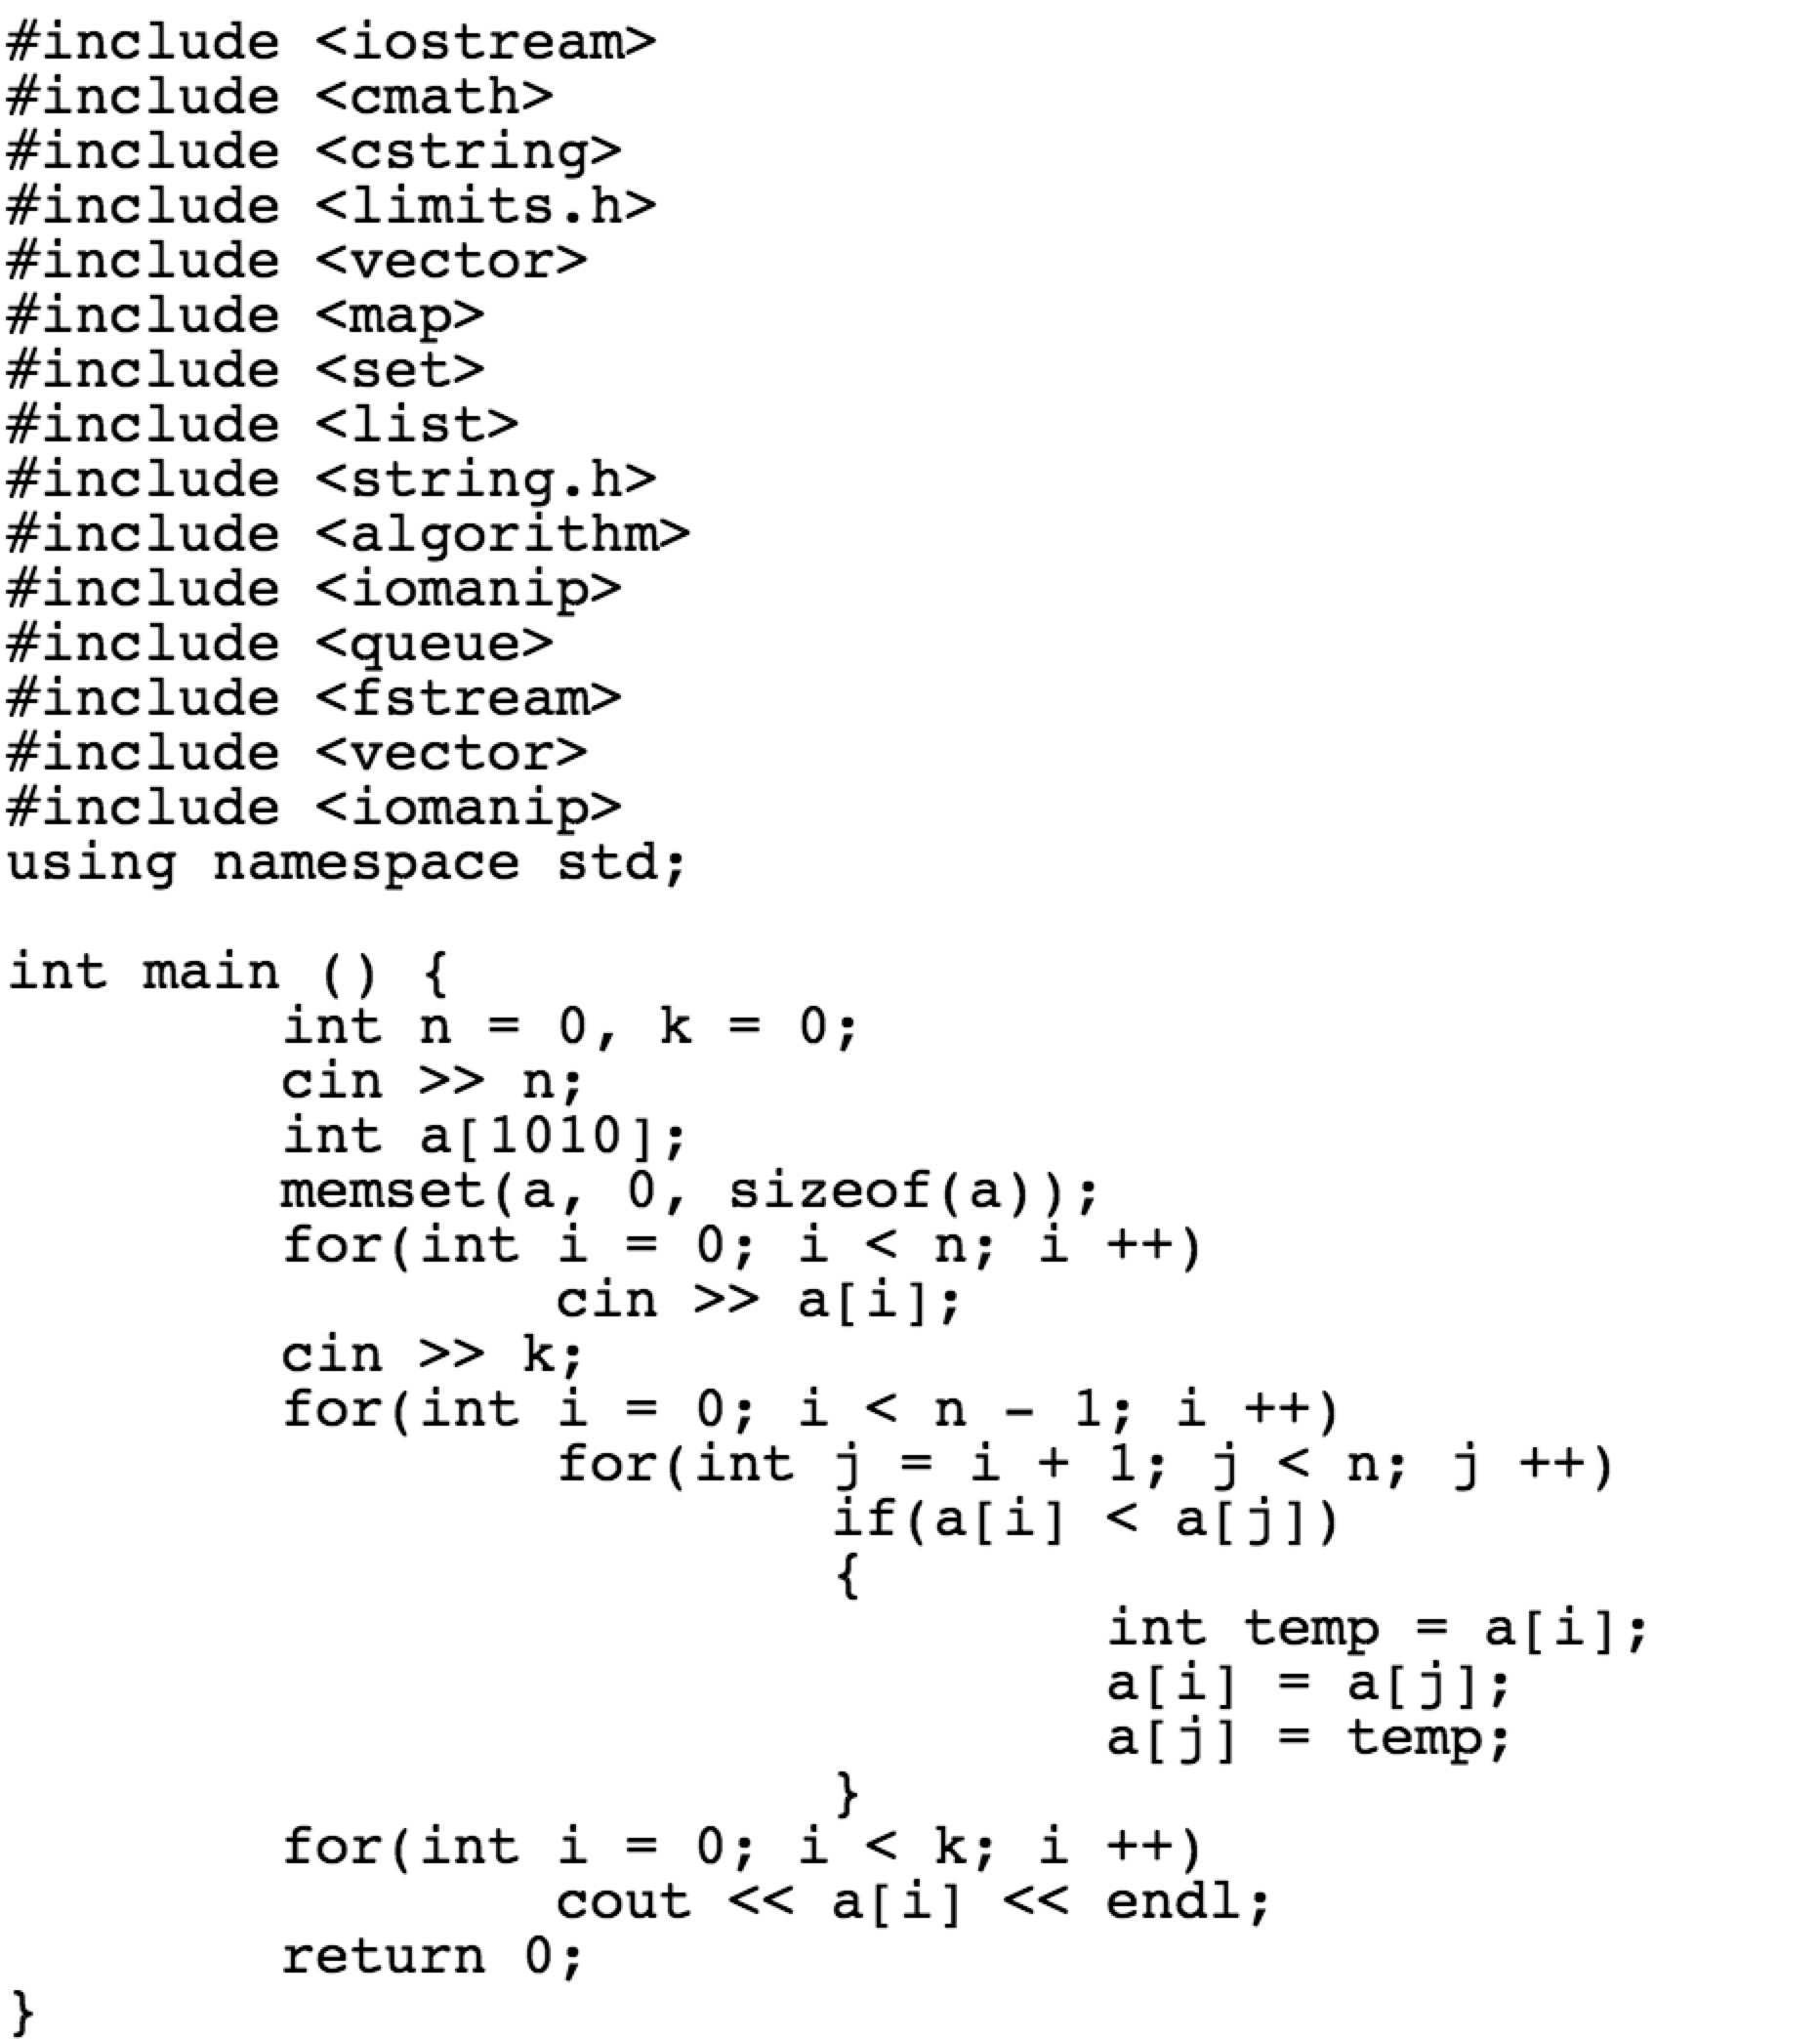 #include <iostream>
#include <cmath>
#include <cstring>
#include <limits.h>
#include <vector>
#include <map>
#include <set>
#include <list>
#include <string.h>
#include <algorithm>
#include <iomanip>
#include <queue>
#include <fstream>
#include <vector>
#include <iomanip>
using namespace std;

int main () {
        int n = 0, k = 0;
        cin >> n;
        int a[1010];
        memset(a, 0, sizeof(a));
        for(int i = 0; i < n; i ++)
                cin >> a[i];
        cin >> k;
        for(int i = 0; i < n - 1; i ++)
                for(int j = i + 1; j < n; j ++)
                        if(a[i] < a[j])
                        {
                                int temp = a[i];
                                a[i] = a[j];
                                a[j] = temp;
                        }
        for(int i = 0; i < k; i ++)
                cout << a[i] << endl;
        return 0;
}